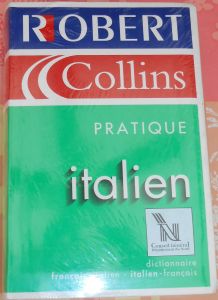 ROBERT
Collins
PRATIQUE
italien
N
Conseil Général
dictionnaire
français-italien - italien-français